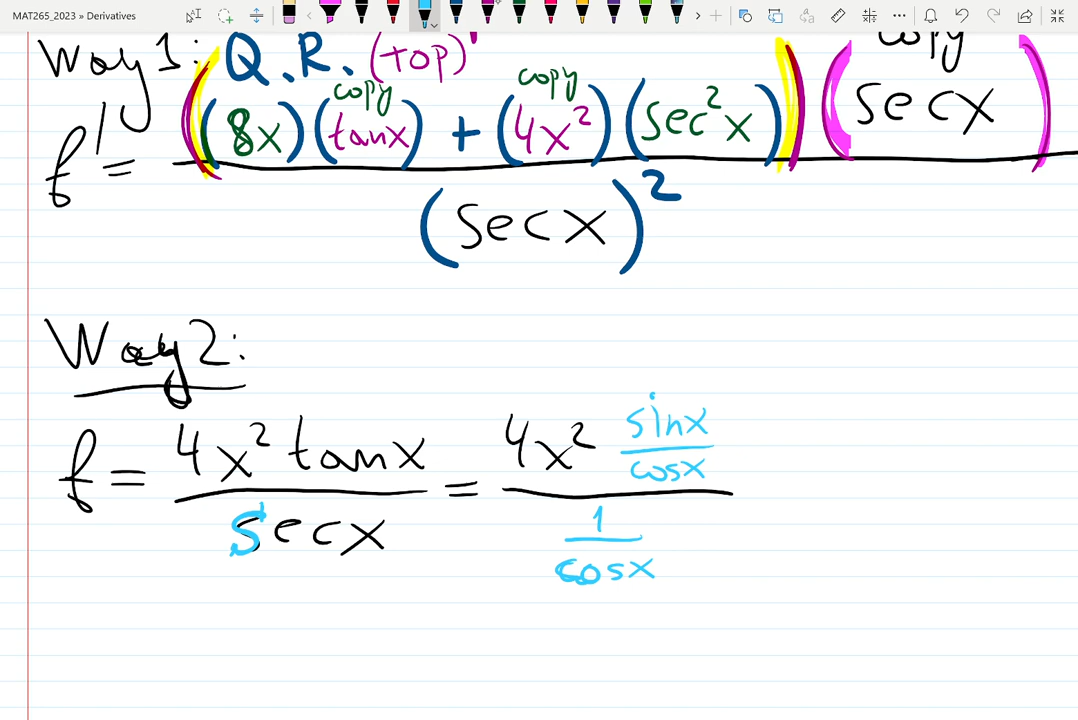 MAT265_2023 » Derivatives
Way 1: Q.R. (top)'
copy copy copy
f' = ((8x)(tanx) + (4x²)(sec²x))(secx)
(secx)²
Way 2:
f = 4x² tanx / secx = 4x² sinx/cosx / 1/cosx